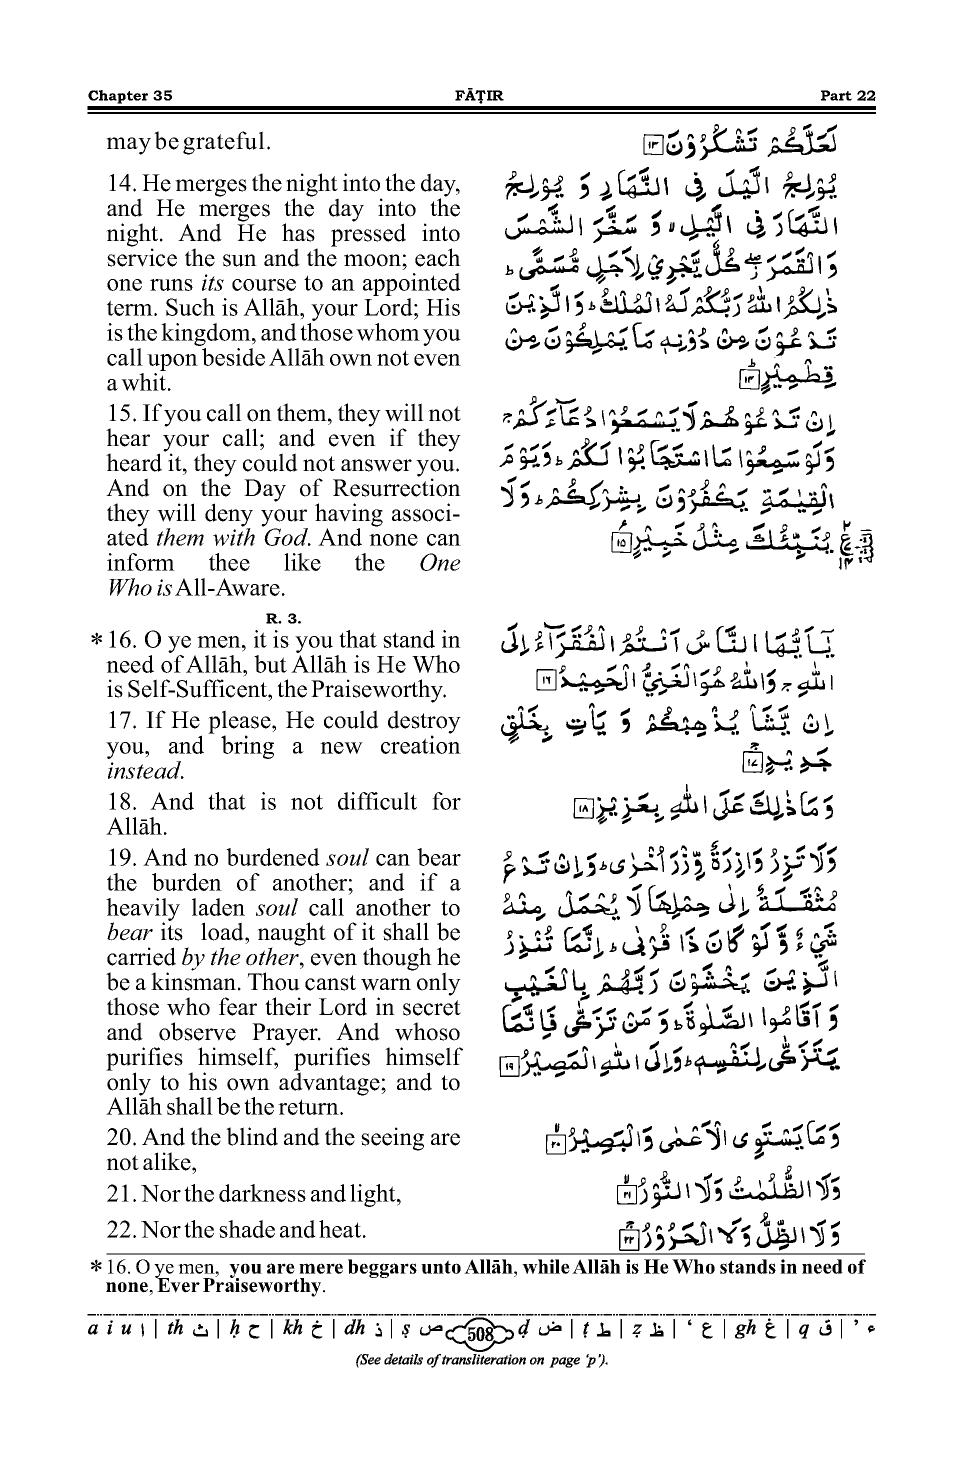 Chapter 35 FĀṬIR Part 22
may be grateful.
14. He merges the night into the day,
and He merges the day into the
night. And He has pressed into
service the sun and the moon; each
one runs its course to an appointed
term. Such is Allāh, your Lord; His
is the kingdom, and those whom you
call upon beside Allāh own not even
a whit.
15. If you call on them, they will not
hear your call; and even if they
heard it, they could not answer you.
And on the Day of Resurrection
they will deny your having associ-
ated them with God. And none can
inform thee like the One
Who is All-Aware.
R. 3.
*16. O ye men, it is you that stand in
need of Allāh, but Allāh is He Who
is Self-Sufficent, the Praiseworthy.
17. If He please, He could destroy
you, and bring a new creation
instead.
18. And that is not difficult for
Allāh.
19. And no burdened soul can bear
the burden of another; and if a
heavily laden soul call another to
bear its load, naught of it shall be
carried by the other, even though he
be a kinsman. Thou canst warn only
those who fear their Lord in secret
and observe Prayer. And whoso
purifies himself, purifies himself
only to his own advantage; and to
Allāh shall be the return.
20. And the blind and the seeing are
not alike,
21. Nor the darkness and light,
22. Nor the shade and heat.
لَعَلَّكُمْ تَشْكُرُوْنَ ۱۳
يُوْلِجُ الَّيْلَ فِى النَّهَارِ وَ يُوْلِجُ
النَّهَارَ فِى الَّيْلِ ۙ وَ سَخَّرَ الشَّمْسَ
وَ الْقَمَرَ ۖ كُلٌّ يَّجْرِيْ لِاَجَلٍ مُّسَمًّى ؕ
ذٰلِكُمُ اللّٰهُ رَبُّكُمْ لَهُ الْمُلْكُ ؕ وَ الَّذِيْنَ
تَدْعُوْنَ مِنْ دُوْنِهٖ مَا يَمْلِكُوْنَ مِنْ
قِطْمِيْرٍ ۱۴
اِنْ تَدْعُوْهُمْ لَا يَسْمَعُوْا دُعَآءَكُمْ ۚ
وَ لَوْ سَمِعُوْا مَا اسْتَجَابُوْا لَكُمْ ؕ وَ يَوْمَ
الْقِيٰمَةِ يَكْفُرُوْنَ بِشِرْكِكُمْ ؕ وَ لَا
يُنَبِّئُكَ مِثْلُ خَبِيْرٍ ۱۵
يٰۤاَيُّهَا النَّاسُ اَنْتُمُ الْفُقَرَآءُ اِلَى
اللّٰهِ ۚ وَ اللّٰهُ هُوَ الْغَنِيُّ الْحَمِيْدُ ۱۶
اِنْ يَّشَاْ يُذْهِبْكُمْ وَ يَاْتِ بِخَلْقٍ
جَدِيْدٍ ۱۷
وَ مَا ذٰلِكَ عَلَى اللّٰهِ بِعَزِيْزٍ ۱۸
وَ لَا تَزِرُ وَازِرَةٌ وِّزْرَ اُخْرٰى ؕ وَ اِنْ تَدْعُ
مُثْقَلَةٌ اِلٰى حِمْلِهَا لَا يُحْمَلْ مِنْهُ
شَيْءٌ وَّ لَوْ كَانَ ذَا قُرْبٰى ؕ اِنَّمَا تُنْذِرُ
الَّذِيْنَ يَخْشَوْنَ رَبَّهُمْ بِالْغَيْبِ
وَ اَقَامُوا الصَّلٰوةَ ؕ وَ مَنْ تَزَكّٰى فَاِنَّمَا
يَتَزَكّٰى لِنَفْسِهٖ ؕ وَ اِلَى اللّٰهِ الْمَصِيْرُ ۱۹
وَ مَا يَسْتَوِى الْاَعْمٰى وَ الْبَصِيْرُ ۲۰
وَ لَا الظُّلُمٰتُ وَ لَا النُّوْرُ ۲۱
وَ لَا الظِّلُّ وَ لَا الْحَرُوْرُ ۲۲
*16. O ye men, you are mere beggars unto Allāh, while Allāh is He Who stands in need of
none, Ever Praiseworthy.
a i u ا | th ث | ḥ ح | kh خ | dh ذ | ṣ ص 508 ḍ ض | ṭ ط | ẓ ظ | ‘ ع | gh غ | q ق | ’ ء
(See details of transliteration on page ‘p’).